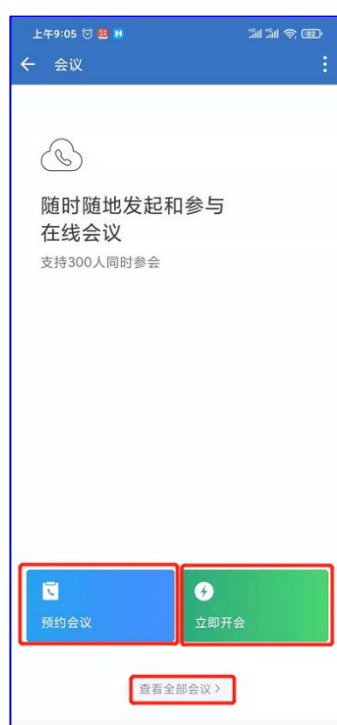 上午9:05
会议
随时随地发起和参与
在线会议
支持300人同时参会
预约会议
立即开会
查看全部会议>